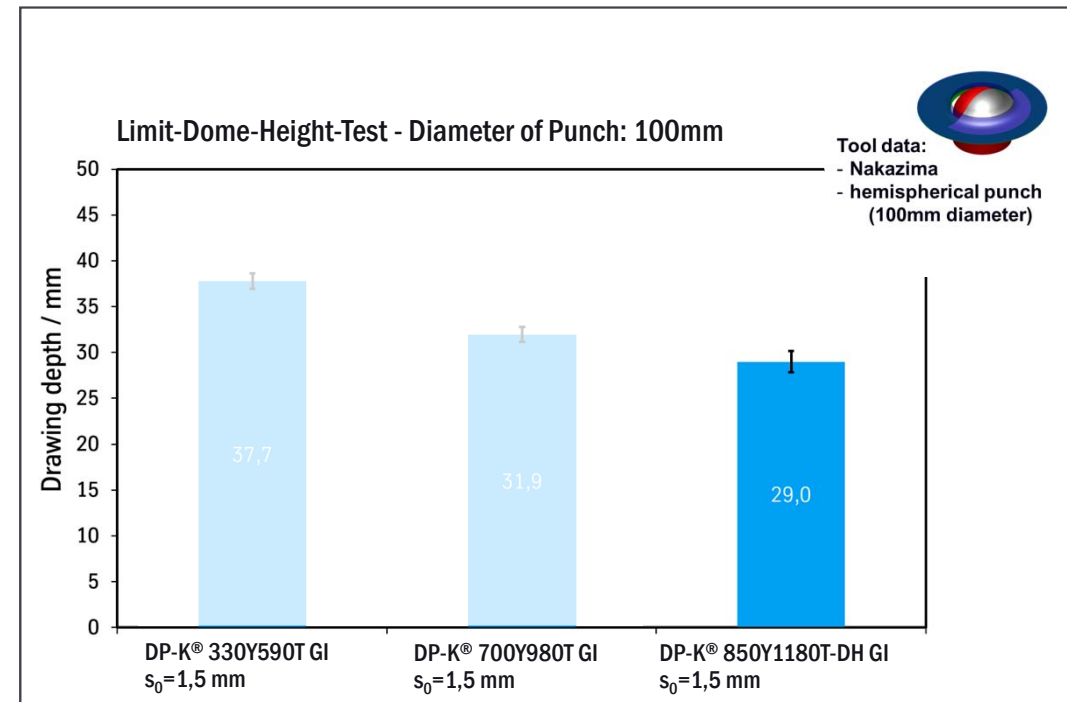 Limit-Dome-Height-Test - Diameter of Punch: 100mm
Tool data:
- Nakazima
- hemispherical punch
(100mm diameter)
Drawing depth / mm
50
45
40
35
30
25
20
15
10
5
0
37,7
31,9
29,0
DP-K® 330Y590T GI
s₀=1,5 mm
DP-K® 700Y980T GI
s₀=1,5 mm
DP-K® 850Y1180T-DH GI
s₀=1,5 mm